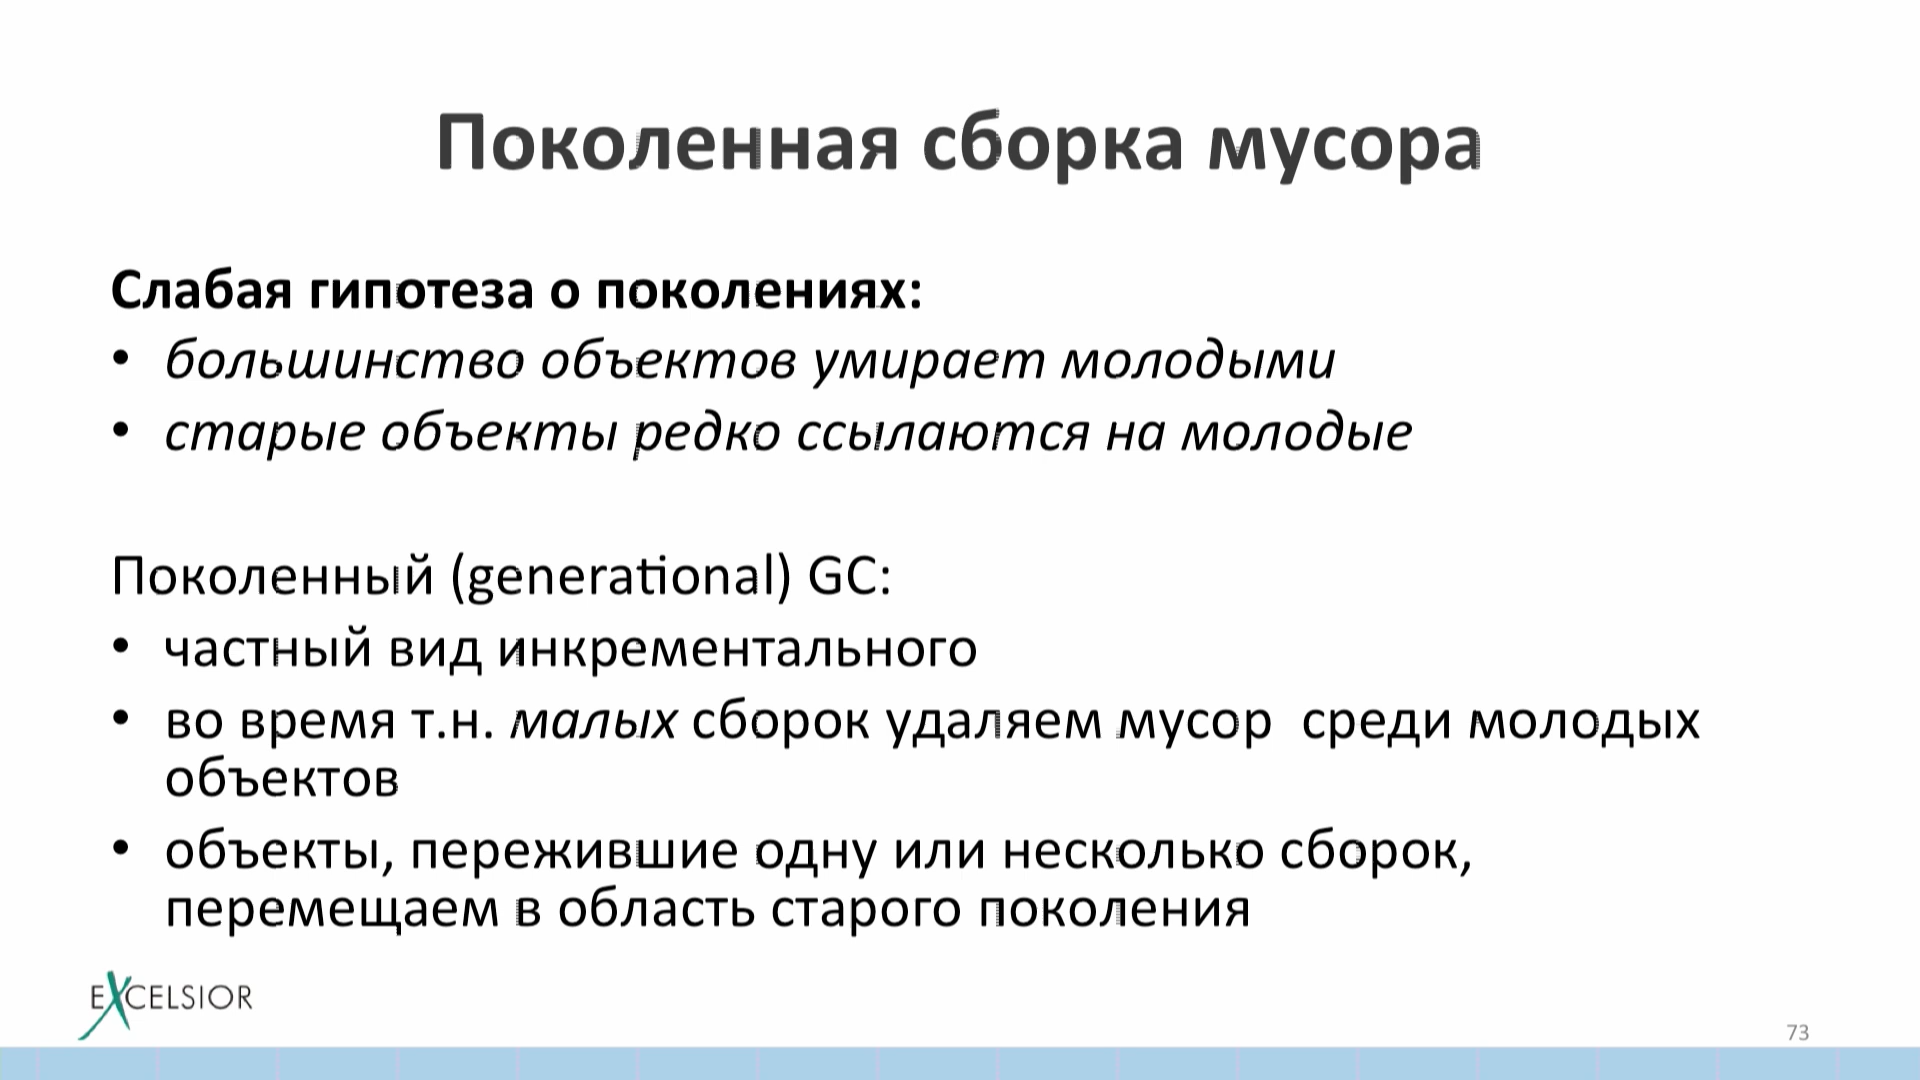 Поколенная сборка мусора
Слабая гипотеза о поколениях:
• большинство объектов умирает молодыми
• старые объекты редко ссылаются на молодые
Поколенный (generational) GC:
• частный вид инкрементального
• во время т.н. малых сборок удаляем мусор  среди молодых
объектов
• объекты, пережившие одну или несколько сборок,
перемещаем в область старого поколения
EXCELSIOR
73